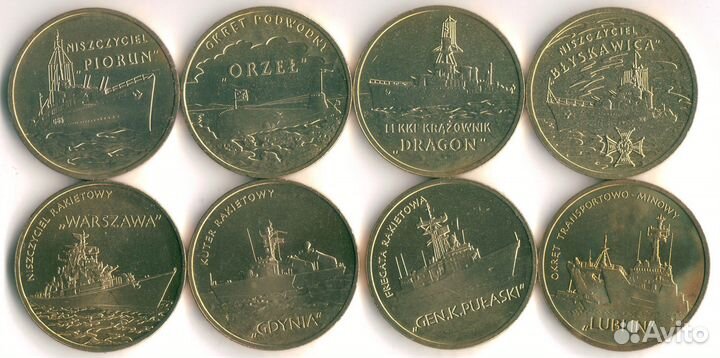 NISZCZYCIEL
„PIORUN"
OKRĘT PODWODNY
„ORZEŁ"
LEKKI KRĄŻOWNIK
„DRAGON"
NISZCZYCIEL
„BŁYSKAWICA"
NISZCZYCIEL RAKIETOWY
„WARSZAWA"
KUTER RAKIETOWY
„GDYNIA"
FREGATA RAKIETOWA
„GEN.K.PUŁASKI"
OKRĘT TRANSPORTOWO-MINOWY
„LUBLIN"
Avito